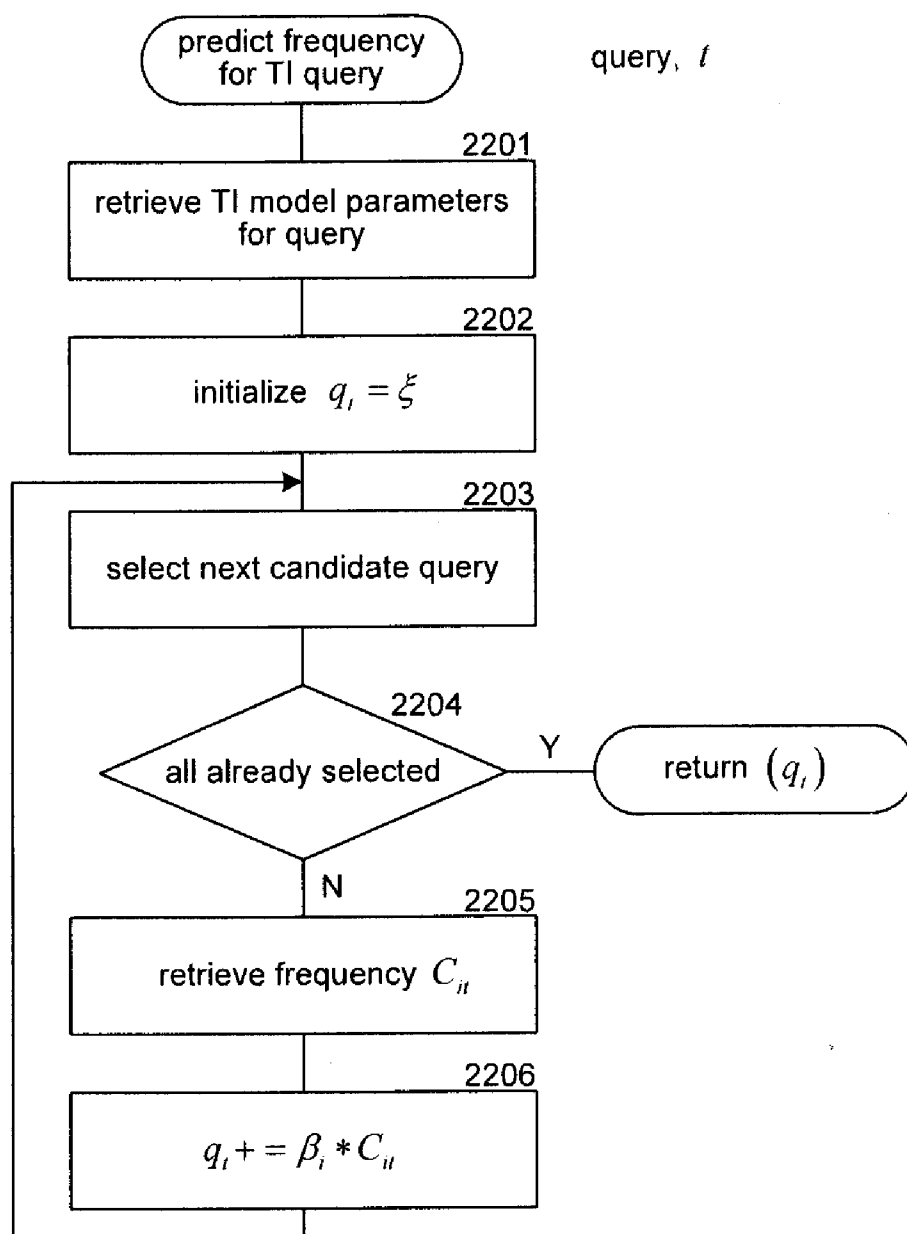 predict frequency
for TI query
query, t
2201
retrieve TI model parameters
for query
2202
initialize q_t = ξ
2203
select next candidate query
2204
all already selected
Y
return (q_t)
N
2205
retrieve frequency C_it
2206
q_t + = β_i * C_it